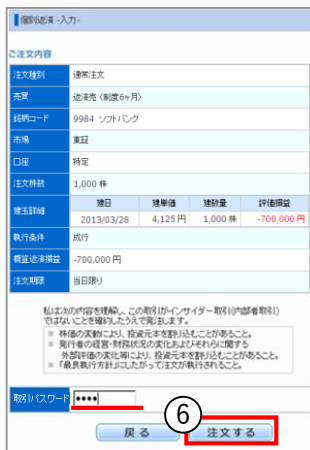 個別返済 -入力-
ご注文内容
注文種別 通常注文
売買 返済売（制度6ヶ月）
銘柄コード 9984 ソフトバンク
市場 東証
口座 特定
注文株数 1,000 株
建玉詳細 建日 建単価 建数量 評価損益
2013/03/28 4,125 円 1,000 株 -700,000 円
執行条件 成行
概算返済損益 -700,000 円
注文期限 当日限り
私は次の内容を理解し、この取引がインサイダー取引(内部者取引)
ではないことを確約したうえで発注します。
株価の変動により、投資元本を割り込むことがあること。
発行者の経営・財務状況の変化およびそれらに関する
外部評価の変化等により、投資元本を割り込むことがあること。
「最良執行方針」にしたがって注文が執行されること。
取引パスワード ••••
⑥
戻 る 注文する